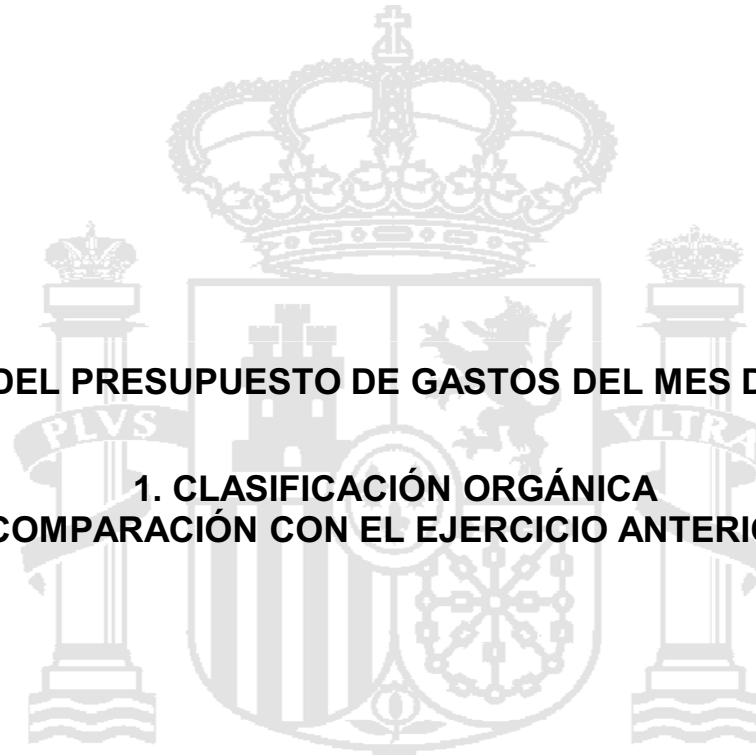 DEL PRESUPUESTO DE GASTOS DEL MES D
PLVS VLTRA
1. CLASIFICACIÓN ORGÁNICA
COMPARACIÓN CON EL EJERCICIO ANTERIO